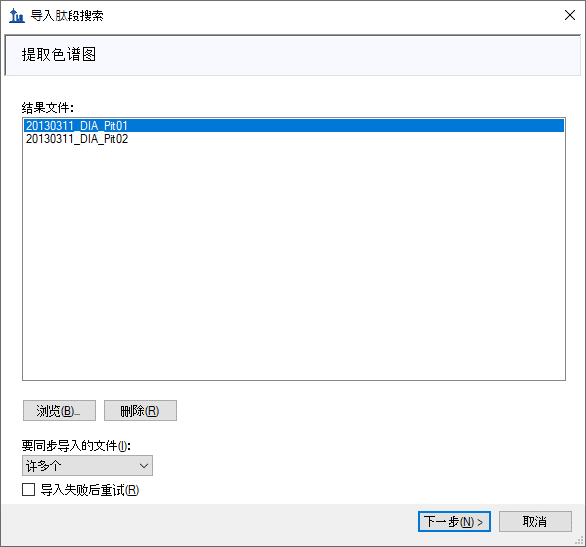 导入肽段搜索
提取色谱图
结果文件:
20130311_DIA_Pit01
20130311_DIA_Pit02
浏览(B)...
删除(R)
要同步导入的文件(I):
许多个
导入失败后重试(R)
下一步(N) >
取消